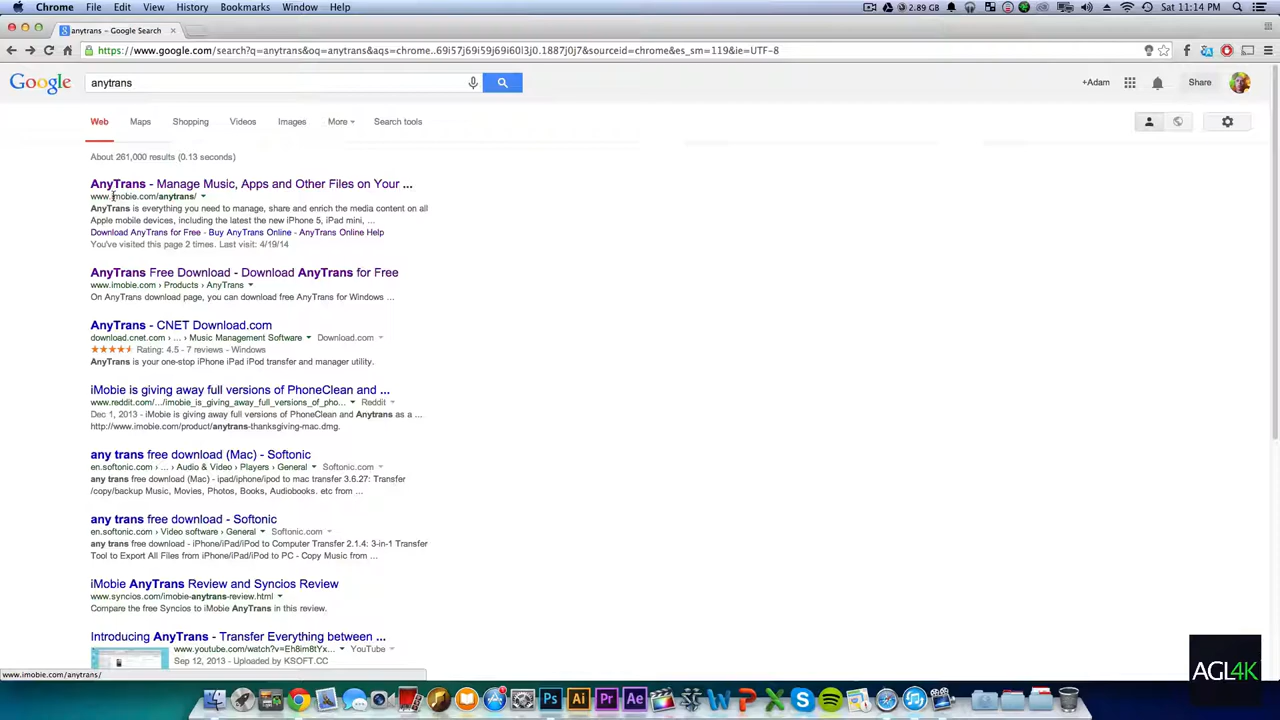 Chrome File Edit View History Bookmarks Window Help 2.89 GB Sat 11:14 PM
anytrans – Google Search
https://www.google.com/search?q=anytrans&oq=anytrans&aqs=chrome..69i57j69i59j69i60l3j0.1887j0j7&sourceid=chrome&es_sm=119&ie=UTF-8
Google anytrans +Adam Share
Web Maps Shopping Videos Images More Search tools
About 261,000 results (0.13 seconds)
AnyTrans - Manage Music, Apps and Other Files on Your ...
www.imobie.com/anytrans/
AnyTrans is everything you need to manage, share and enrich the media content on all
Apple mobile devices, including the latest the new iPhone 5, iPad mini, ...
Download AnyTrans for Free - Buy AnyTrans Online - AnyTrans Online Help
You've visited this page 2 times. Last visit: 4/19/14
AnyTrans Free Download - Download AnyTrans for Free
www.imobie.com › Products › AnyTrans
On AnyTrans download page, you can download free AnyTrans for Windows ...
AnyTrans - CNET Download.com
download.cnet.com › ... › Music Management Software Download.com
Rating: 4.5 - 7 reviews - Windows
AnyTrans is your one-stop iPhone iPad iPod transfer and manager utility.
iMobie is giving away full versions of PhoneClean and ...
www.reddit.com/.../imobie_is_giving_away_full_versions_of_pho... Reddit
Dec 1, 2013 - iMobie is giving away full versions of PhoneClean and Anytrans as a ...
http://www.imobie.com/product/anytrans-thanksgiving-mac.dmg.
any trans free download (Mac) - Softonic
en.softonic.com › ... › Audio & Video › Players › General Softonic.com
any trans free download (Mac) - ipad/iphone/ipod to mac transfer 3.6.27: Transfer
/copy/backup Music, Movies, Photos, Books, Audiobooks. etc from ...
any trans free download - Softonic
en.softonic.com › Video software › General Softonic.com
any trans free download - iPhone/iPad/iPod to Computer Transfer 2.1.4: 3-in-1 Transfer
Tool to Export All Files from iPhone/iPad/iPod to PC - Copy Music from ...
iMobie AnyTrans Review and Syncios Review
www.syncios.com/imobie-anytrans-review.html
Compare the free Syncios to iMobie AnyTrans in this review.
Introducing AnyTrans - Transfer Everything between ...
www.youtube.com/watch?v=Eh8im8tYx... YouTube
Sep 12, 2013 - Uploaded by KSOFT.CC
www.imobie.com/anytrans/
AGL4K
Ps Ai Pr Ae